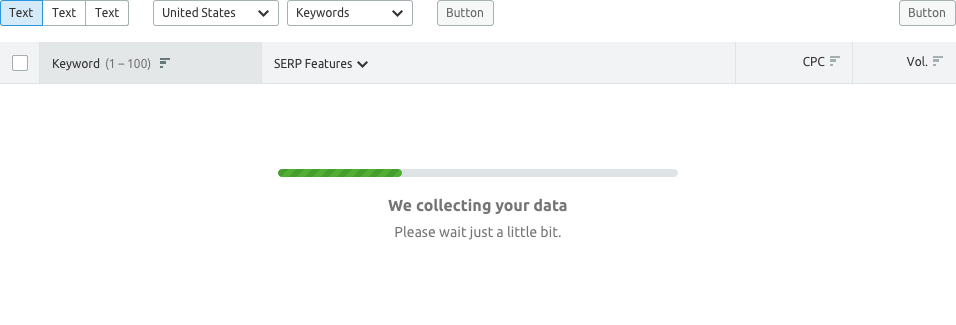 Text Text Text United States Keywords Button Button
Keyword (1 – 100) SERP Features CPC Vol.
We collecting your data
Please wait just a little bit.